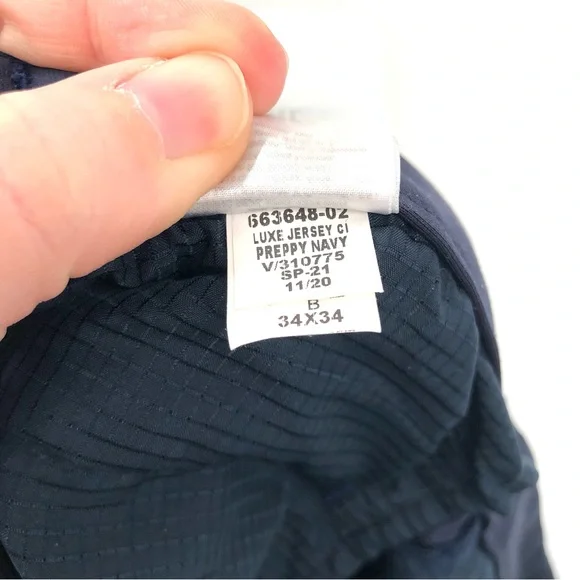 663648-02
LUXE JERSEY CI
PREPPY NAVY
V/310775
SP-21
11/20
B
34X34